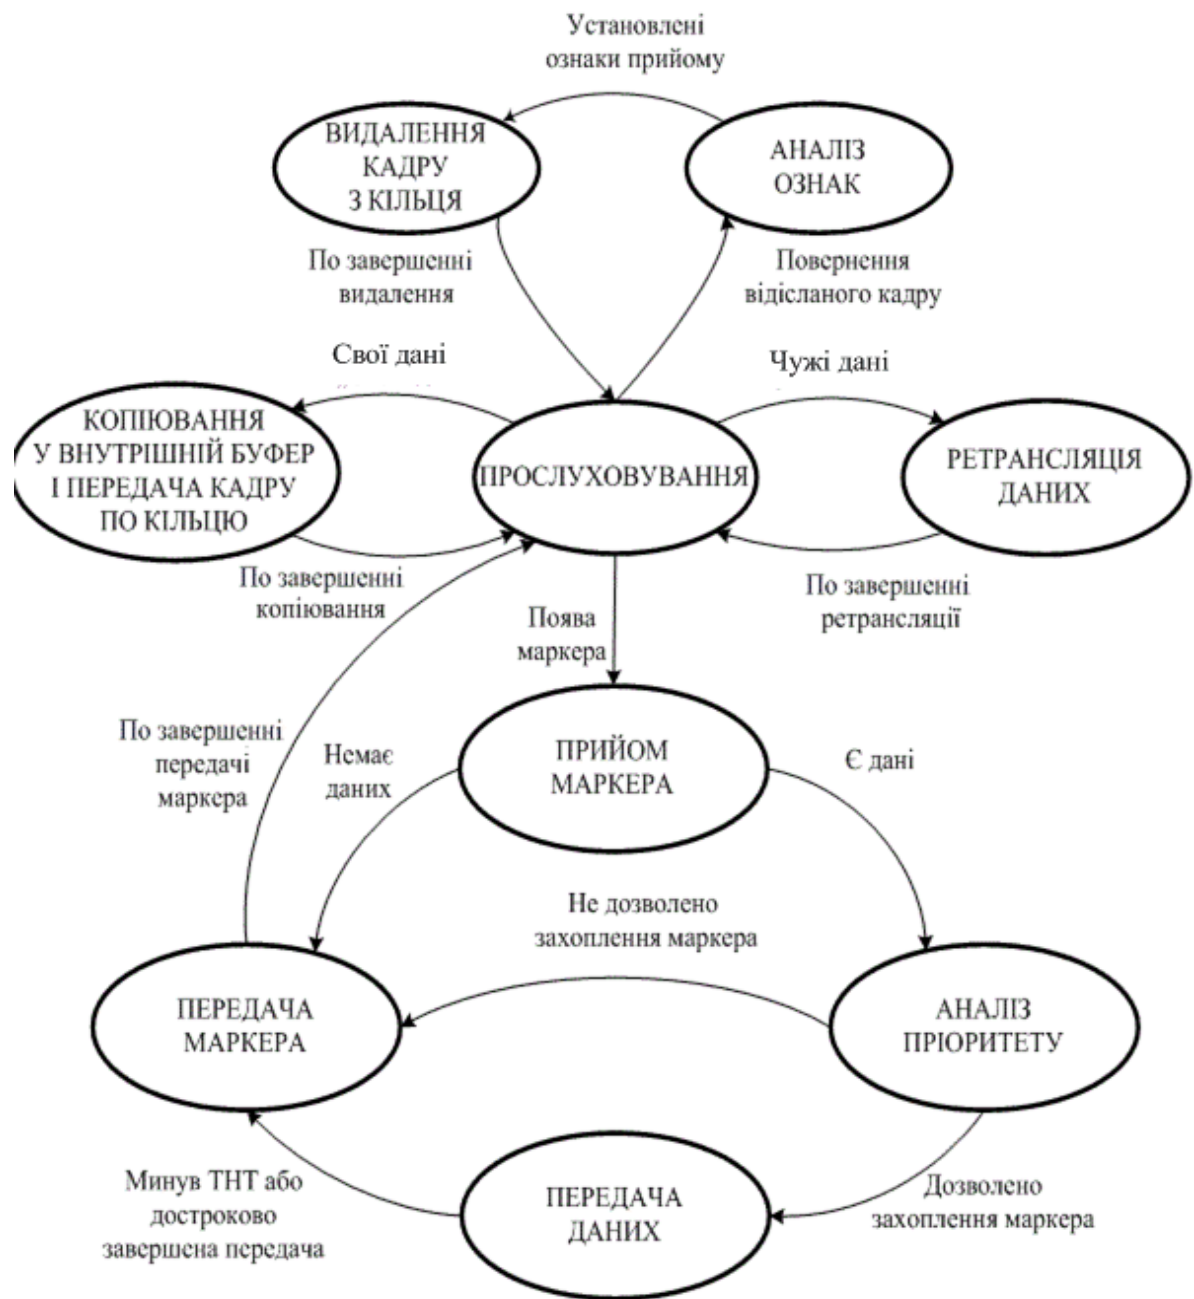 Установлені
ознаки прийому
ВИДАЛЕННЯ
КАДРУ
З КІЛЬЦЯ
АНАЛІЗ
ОЗНАК
По завершенні
видалення
Повернення
відісланого кадру
Свої дані
Чужі дані
КОПІЮВАННЯ
У ВНУТРІШНІЙ БУФЕР
І ПЕРЕДАЧА КАДРУ
ПО КІЛЬЦЮ
ПРОСЛУХОВУВАННЯ
РЕТРАНСЛЯЦІЯ
ДАНИХ
По завершенні
копіювання
По завершенні
ретрансляції
Поява
маркера
По завершенні
передачі
маркера
Немає
даних
ПРИЙОМ
МАРКЕРА
Є дані
Не дозволено
захоплення маркера
ПЕРЕДАЧА
МАРКЕРА
АНАЛІЗ
ПРІОРИТЕТУ
Минув ТНТ або
достроково
завершена передача
ПЕРЕДАЧА
ДАНИХ
Дозволено
захоплення маркера